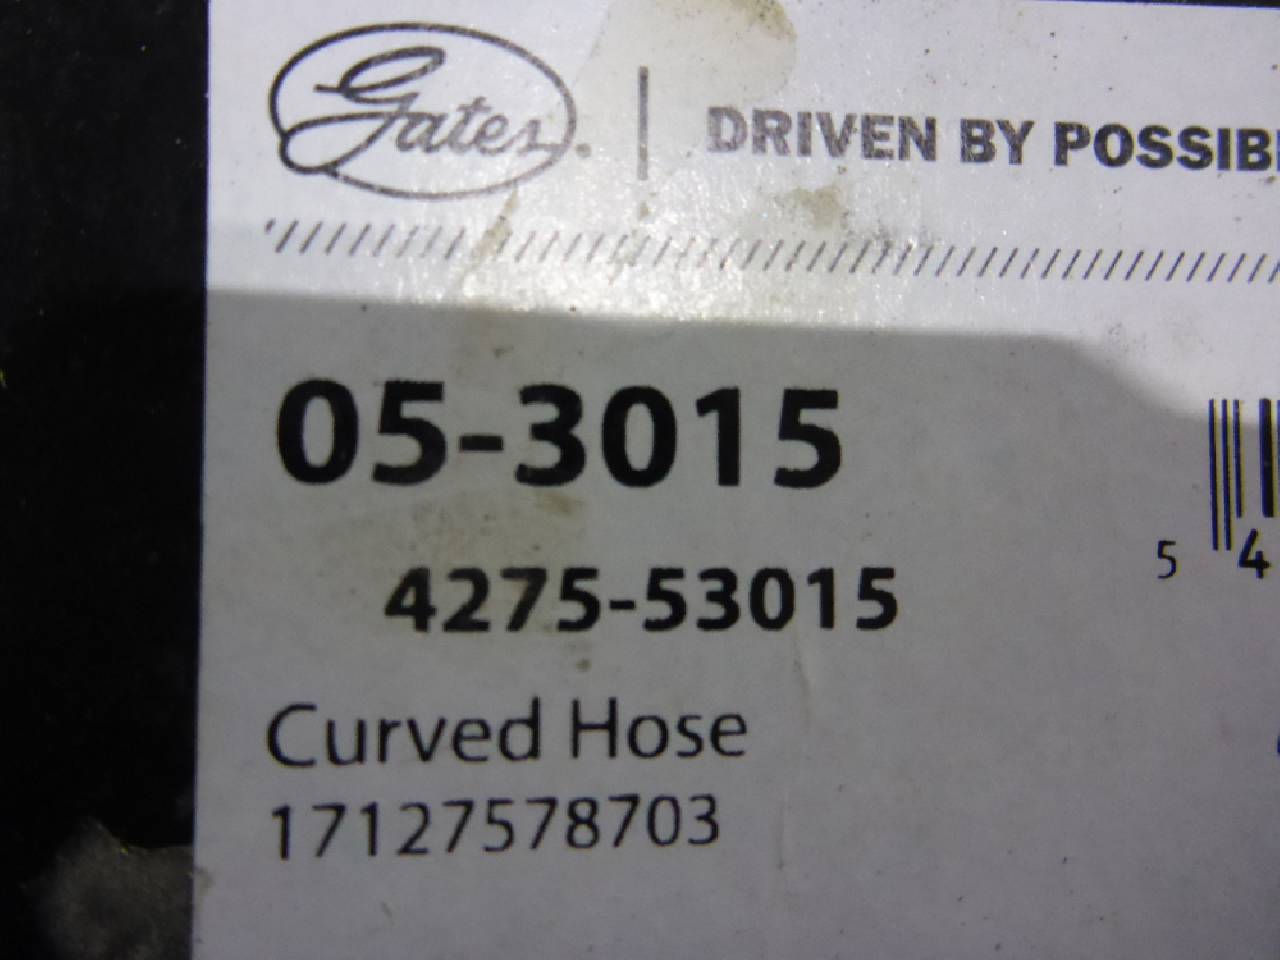 Gates.
DRIVEN BY POSSIB
05-3015
5 4
4275-53015
Curved Hose
17127578703